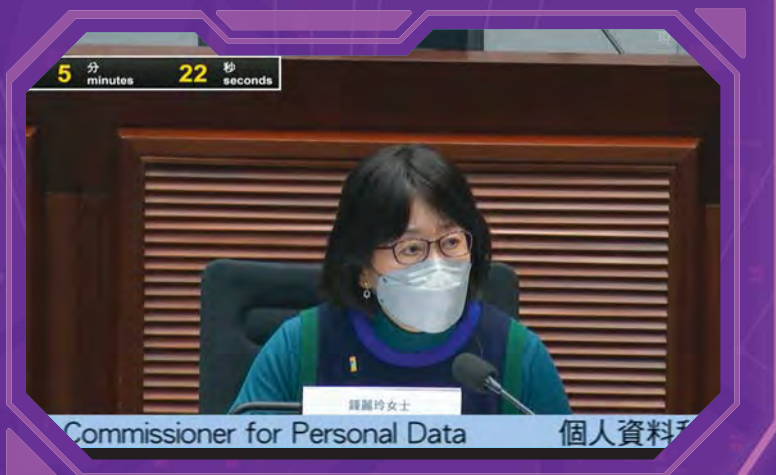 5 分 minutes 22 秒 seconds
鍾麗玲女士
Commissioner for Personal Data 個人資料